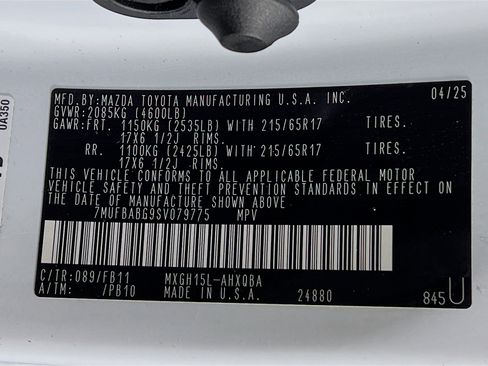 MFD.BY:MAZDA TOYOTA MANUFACTURING U.S.A. INC. 04/25
GVWR:2085KG (4600LB)
GAWR:FRT. 1150KG (2535LB) WITH 215/65R17 TIRES.
17X6 1/2J RIMS.
RR. 1100KG (2425LB) WITH 215/65R17 TIRES.
17X6 1/2J RIMS.
THIS VEHICLE CONFORMS TO ALL APPLICABLE FEDERAL MOTOR
VEHICLE SAFETY AND THEFT PREVENTION STANDARDS IN EFFECT ON
THE DATE OF MANUFACTURE SHOWN ABOVE.
7MUFBABG9SV079775 MPV
C/TR:089/FB11 MXGH15L-AHXQBA
A/TM: /PB10 MADE IN U.S.A. 24880 845U
0A350